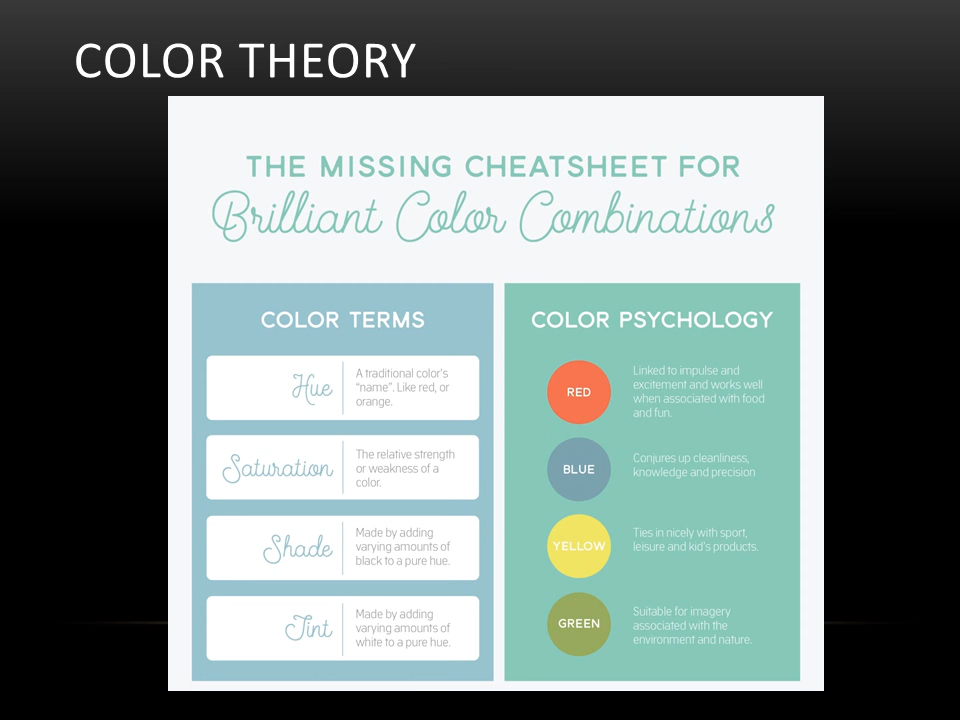 COLOR THEORY
THE MISSING CHEATSHEET FOR
Brilliant Color Combinations
COLOR TERMS
Hue
A traditional color's
"name". Like red, or
orange.
Saturation
The relative strength
or weakness of a
color.
Shade
Made by adding
varying amounts of
black to a pure hue.
Tint
Made by adding
varying amounts of
white to a pure hue.
COLOR PSYCHOLOGY
RED
Linked to impulse and
excitement and works well
when associated with food
and fun.
BLUE
Conjures up cleanliness,
knowledge and precision
YELLOW
Ties in nicely with sport,
leisure and kid's products.
GREEN
Suitable for imagery
associated with the
environment and nature.